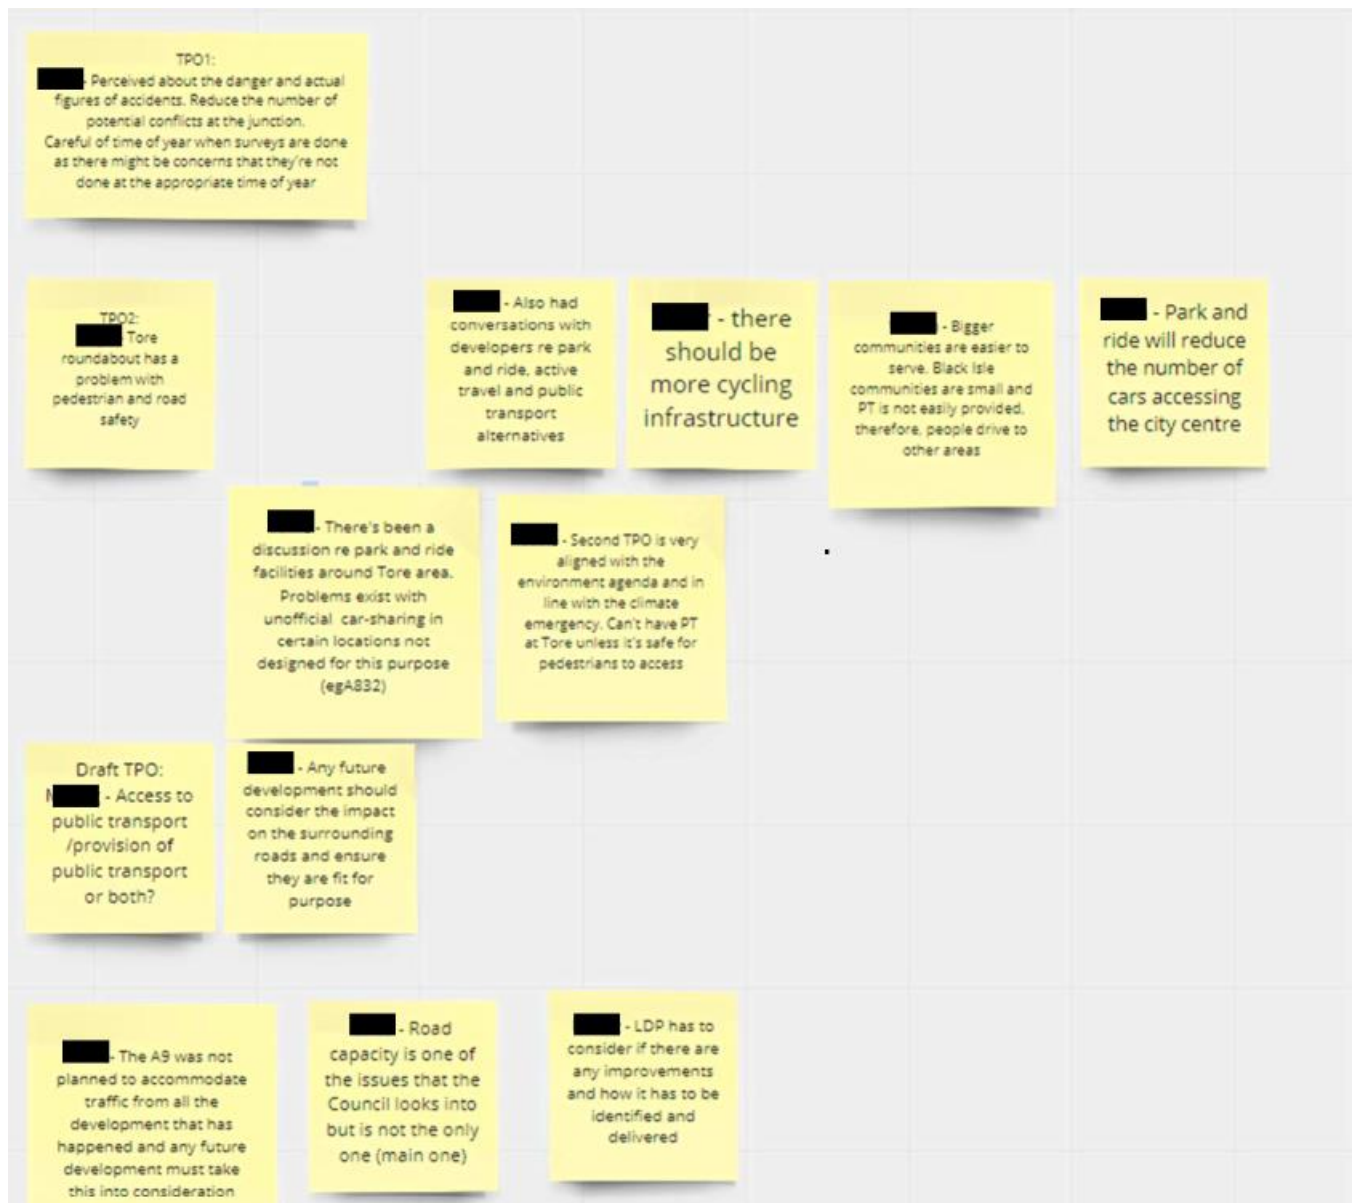 TPO1:
- Perceived about the danger and actual
figures of accidents. Reduce the number of
potential conflicts at the junction.
Careful of time of year when surveys are done
as there might be concerns that they're not
done at the appropriate time of year
TPO2:
- Tore
roundabout has a
problem with
pedestrian and road
safety
- Also had
conversations with
developers re park
and ride, active
travel and public
transport
alternatives
- there
should be
more cycling
infrastructure
- Bigger
communities are easier to
serve. Black Isle
communities are small and
PT is not easily provided,
therefore, people drive to
other areas
- Park and
ride will reduce
the number of
cars accessing
the city centre
- There's been a
discussion re park and ride
facilities around Tore area.
Problems exist with
unofficial car-sharing in
certain locations not
designed for this purpose
(egA832)
- Second TPO is very
aligned with the
environment agenda and in
line with the climate
emergency. Can't have PT
at Tore unless it's safe for
pedestrians to access
Draft TPO:
- Access to
public transport
/provision of
public transport
or both?
- Any future
development should
consider the impact
on the surrounding
roads and ensure
they are fit for
purpose
- The A9 was not
planned to accommodate
traffic from all the
development that has
happened and any future
development must take
this into consideration
- Road
capacity is one of
the issues that the
Council looks into
but is not the only
one (main one)
- LDP has to
consider if there are
any improvements
and how it has to be
identified and
delivered